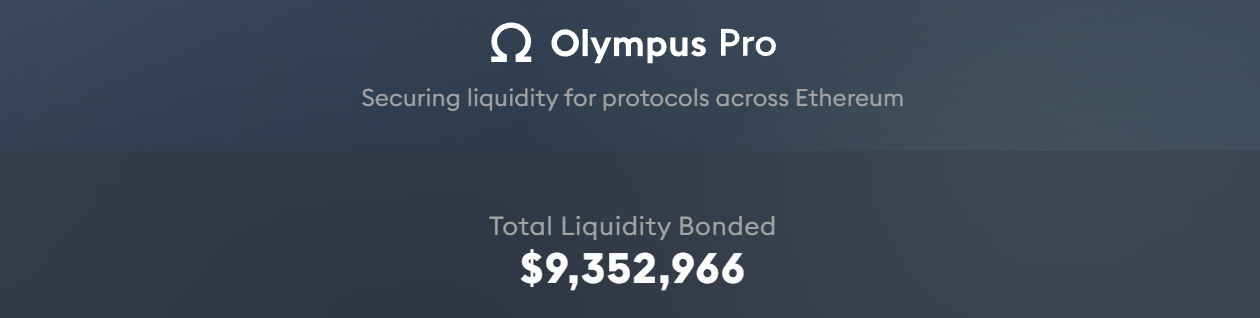 Olympus Pro
Securing liquidity for protocols across Ethereum
Total Liquidity Bonded
$9,352,966